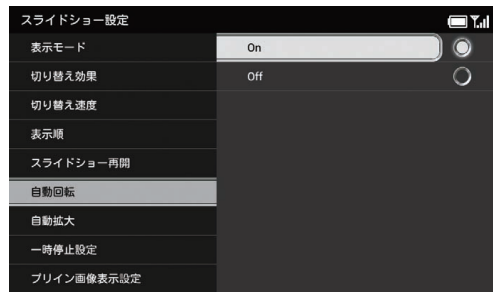 スライドショー設定
表示モード
On
切り替え効果
Off
切り替え速度
表示順
スライドショー再開
自動回転
自動拡大
一時停止設定
プリイン画像表示設定